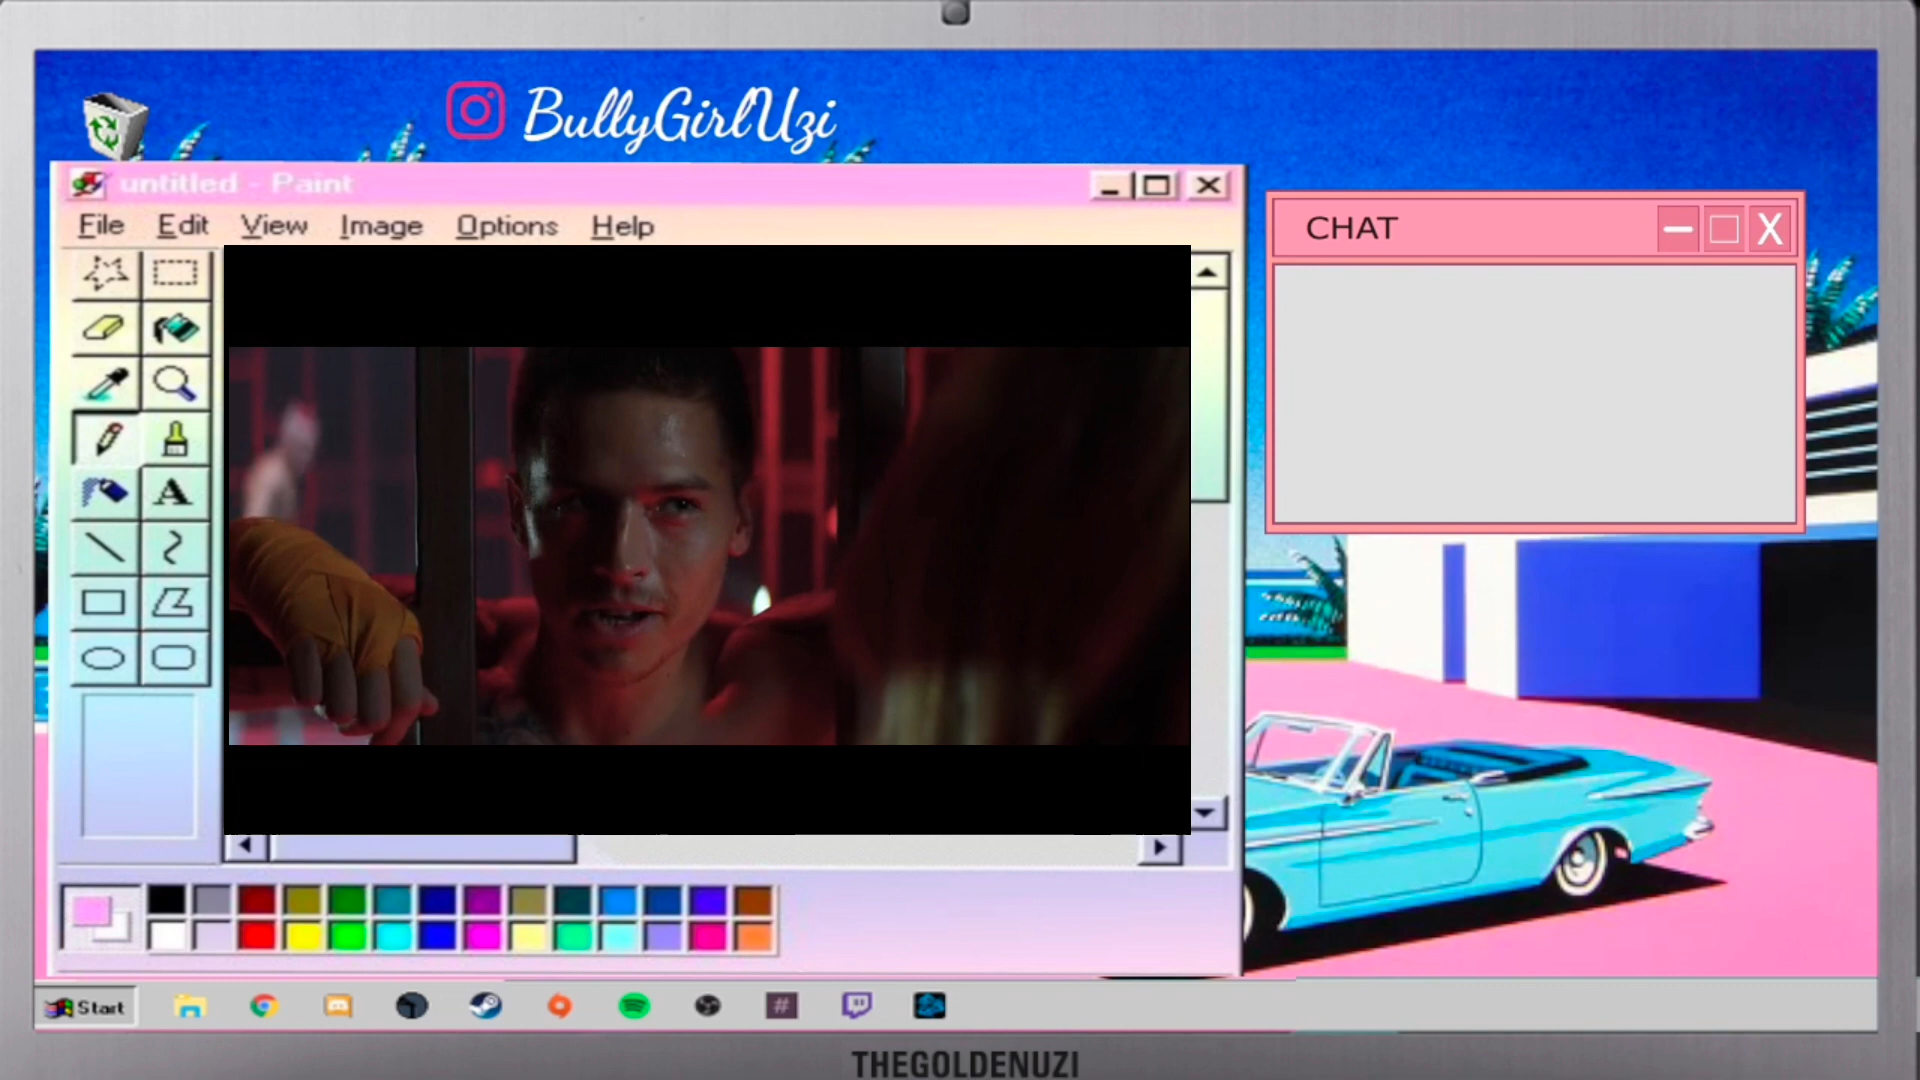 BullyGirlUzi
untitled - Paint
File Edit View Image Options Help
CHAT
X
A
Start
#
THEGOLDENUZI